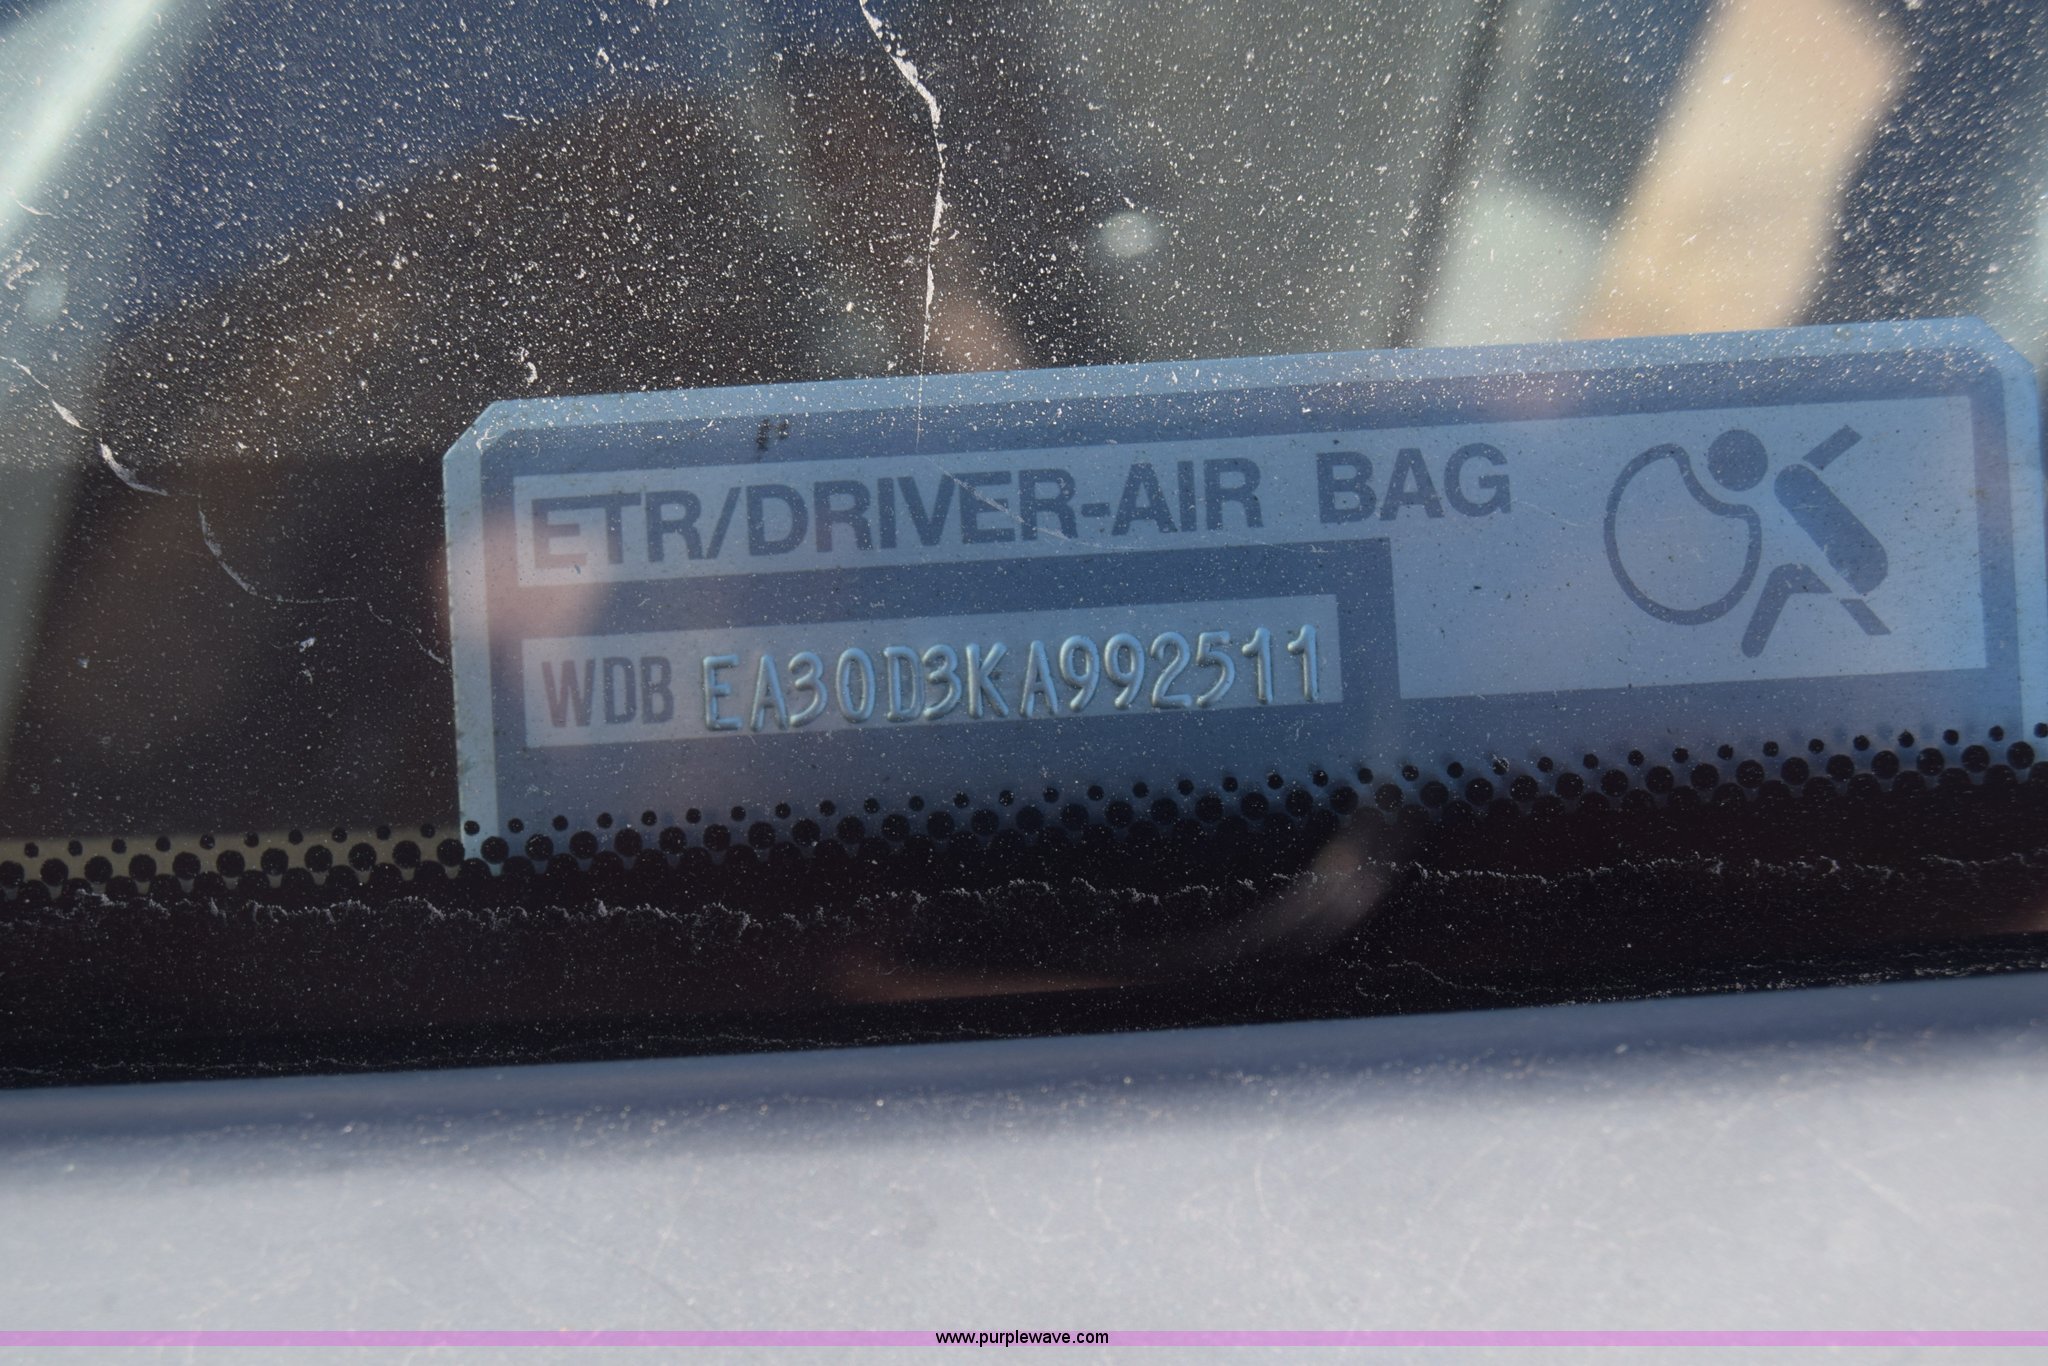 ETR/DRIVER-AIR BAG
WDB EA30D3KA992511
www.purplewave.com